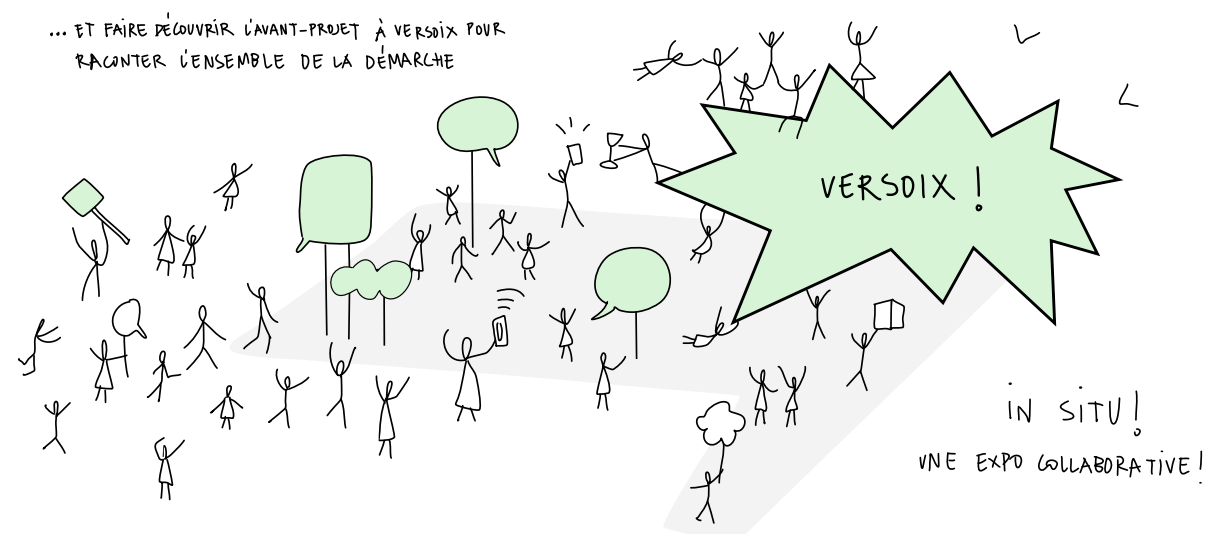 ... ET FAIRE DÉCOUVRIR L'AVANT-PROJET À VERSOIX POUR
RACONTER L'ENSEMBLE DE LA DÉMARCHE
VERSOIX !
IN SITU !
UNE EXPO COLLABORATIVE !